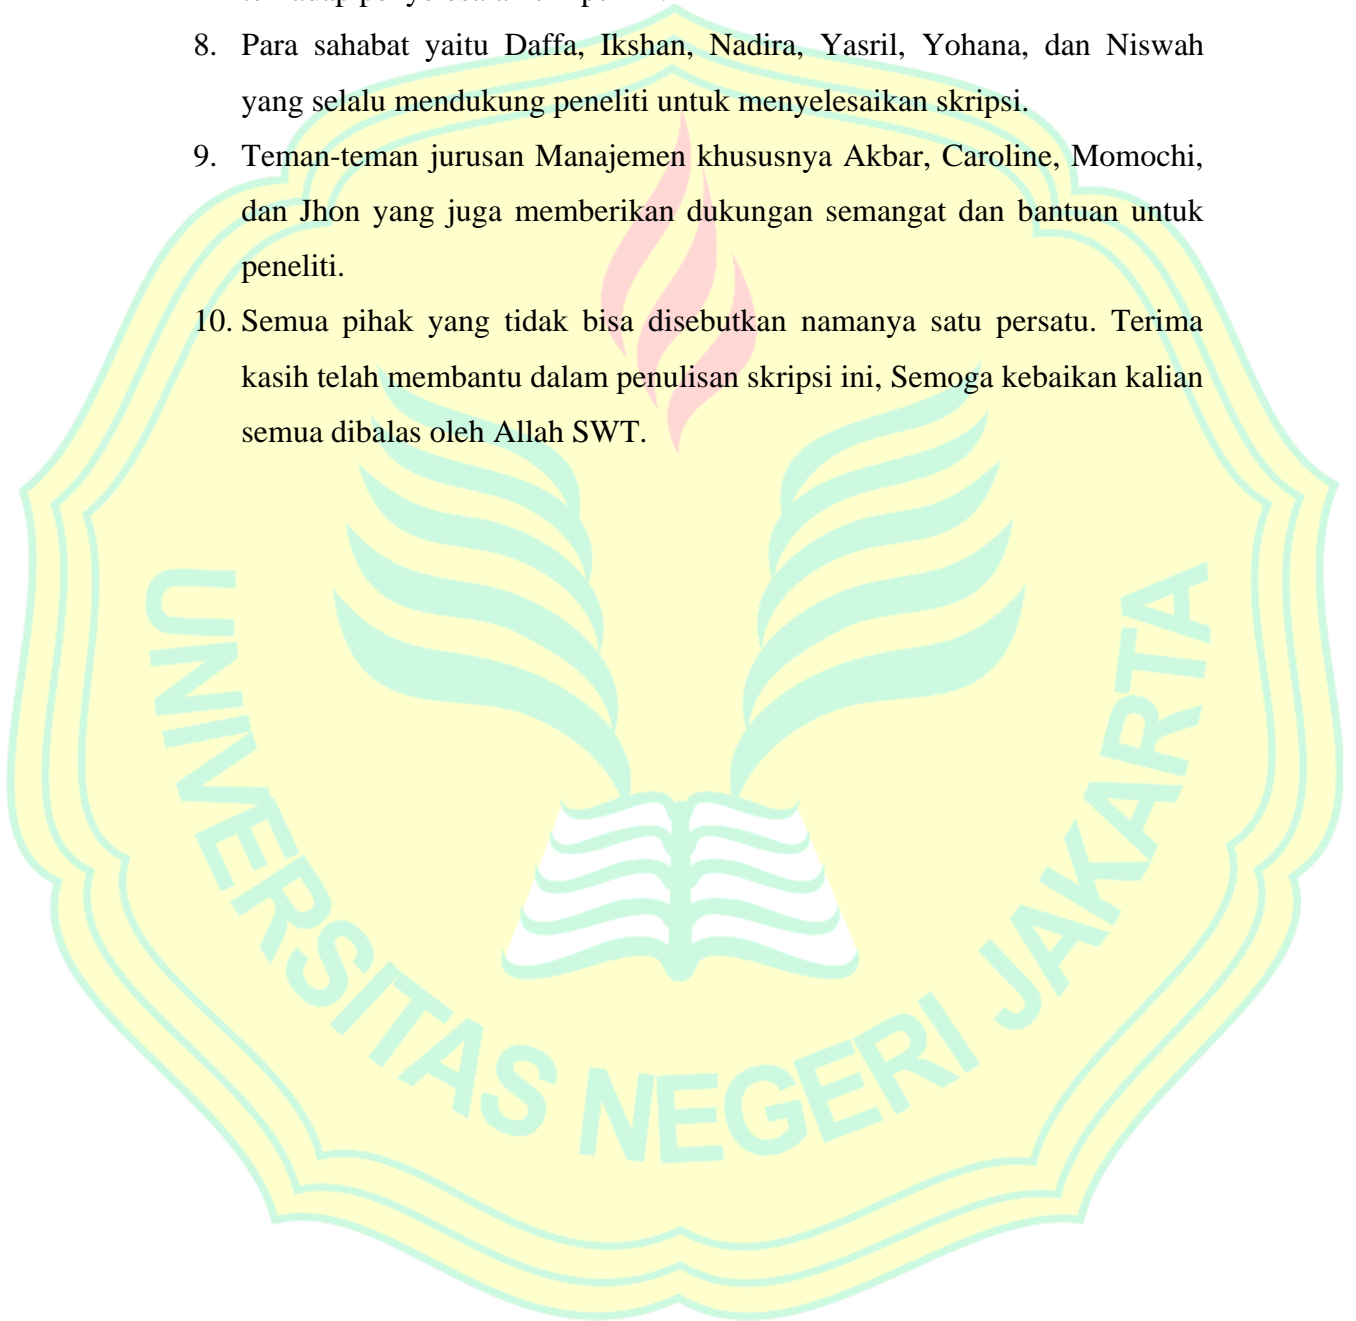 8. Para sahabat yaitu Daffa, Ikshan, Nadira, Yasril, Yohana, dan Niswah
yang selalu mendukung peneliti untuk menyelesaikan skripsi.
9. Teman-teman jurusan Manajemen khususnya Akbar, Caroline, Momochi,
dan Jhon yang juga memberikan dukungan semangat dan bantuan untuk
peneliti.
10. Semua pihak yang tidak bisa disebutkan namanya satu persatu. Terima
kasih telah membantu dalam penulisan skripsi ini, Semoga kebaikan kalian
semua dibalas oleh Allah SWT.
UNIVERSITAS NEGERI JAKARTA